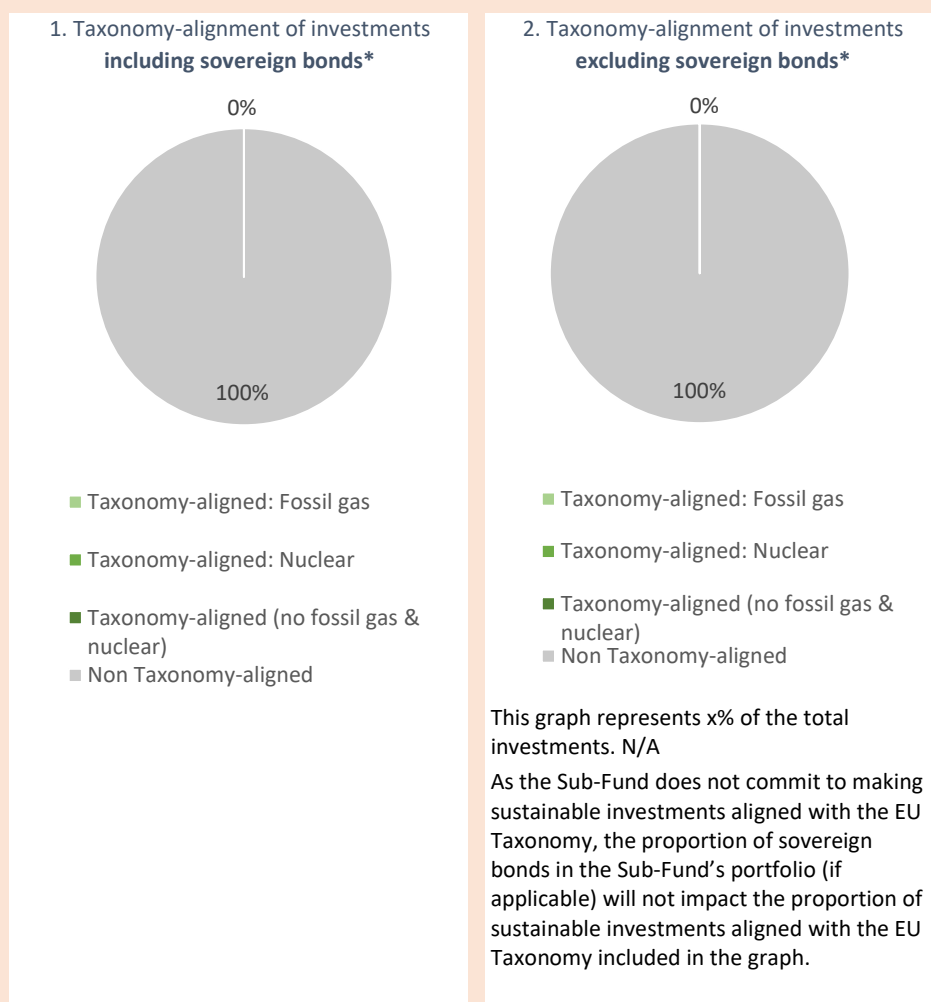 1. Taxonomy-alignment of investments
including sovereign bonds*
0%
100%
Taxonomy-aligned: Fossil gas
Taxonomy-aligned: Nuclear
Taxonomy-aligned (no fossil gas &
nuclear)
Non Taxonomy-aligned
2. Taxonomy-alignment of investments
excluding sovereign bonds*
0%
100%
Taxonomy-aligned: Fossil gas
Taxonomy-aligned: Nuclear
Taxonomy-aligned (no fossil gas &
nuclear)
Non Taxonomy-aligned
This graph represents x% of the total
investments. N/A
As the Sub-Fund does not commit to making
sustainable investments aligned with the EU
Taxonomy, the proportion of sovereign
bonds in the Sub-Fund’s portfolio (if
applicable) will not impact the proportion of
sustainable investments aligned with the EU
Taxonomy included in the graph.